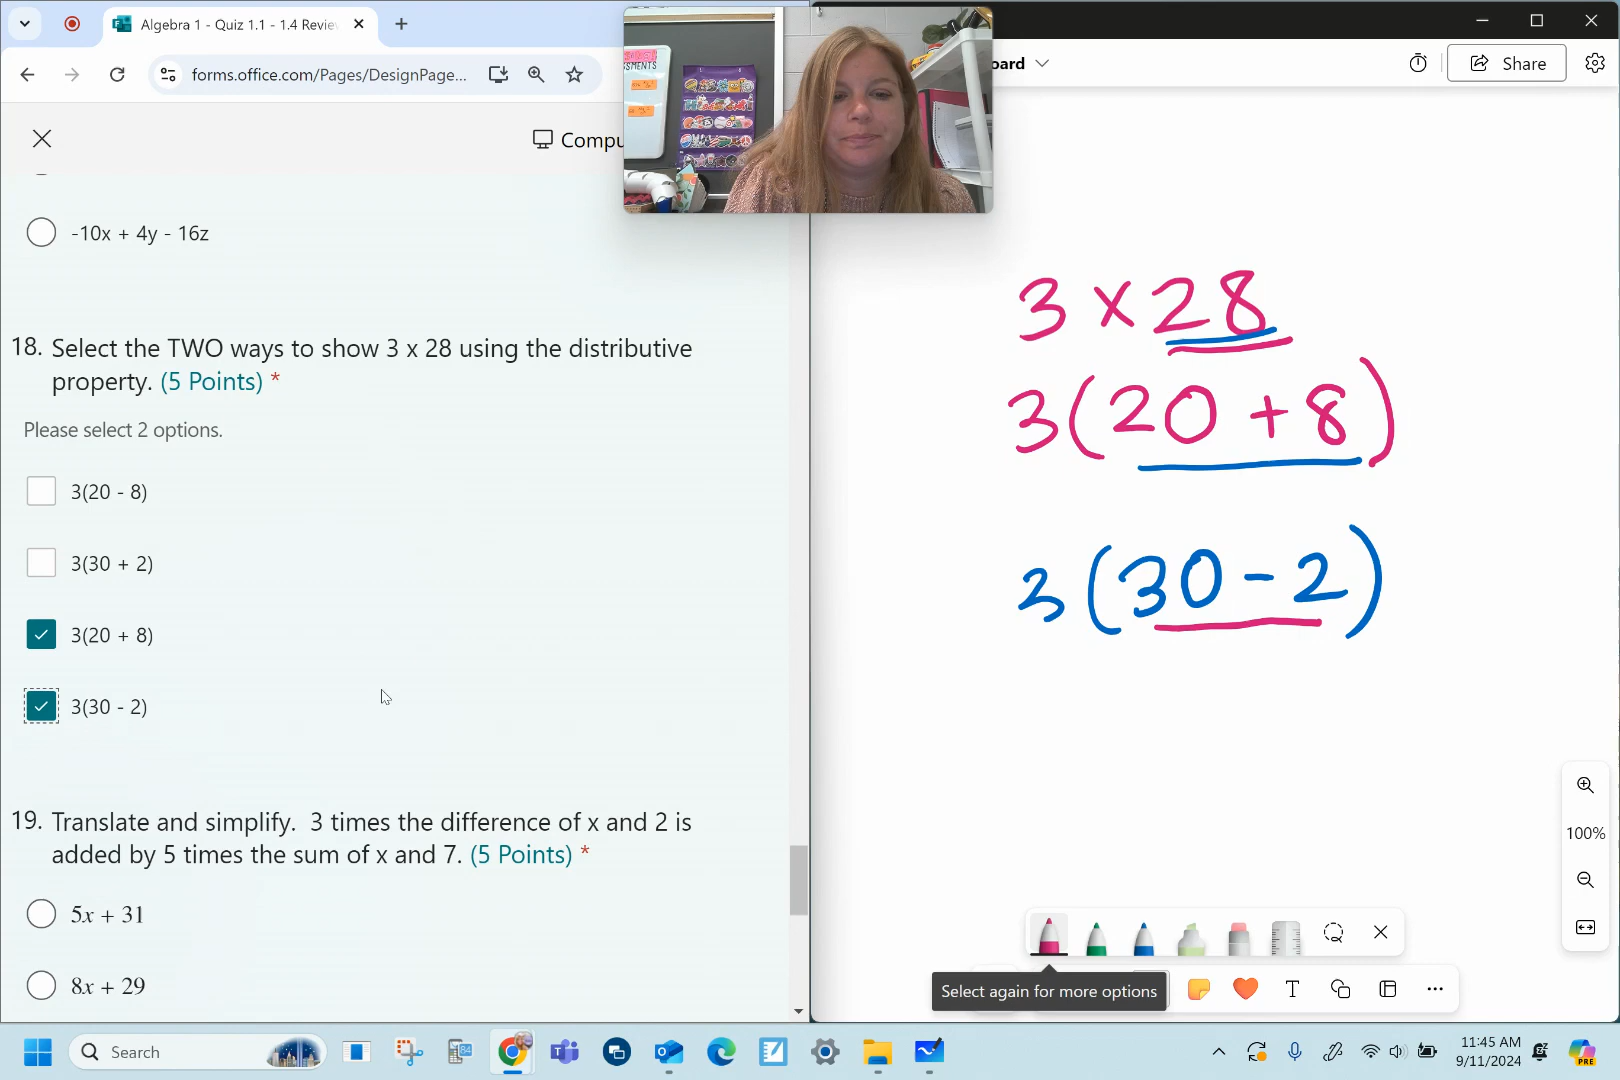 Algebra 1 - Quiz 1.1 - 1.4 Revie
forms.office.com/Pages/DesignPage...
oard
Share
Compu
SMENTS
-10x + 4y - 16z
18. Select the TWO ways to show 3 x 28 using the distributive
property. (5 Points) *
Please select 2 options.
3(20 - 8)
3(30 + 2)
3(20 + 8)
3(30 - 2)
19. Translate and simplify.  3 times the difference of x and 2 is
added by 5 times the sum of x and 7. (5 Points) *
5x + 31
8x + 29
3 x 28
3(20 + 8)
3(30 - 2)
100%
Select again for more options
T
Search
11:45 AM
9/11/2024
PRE